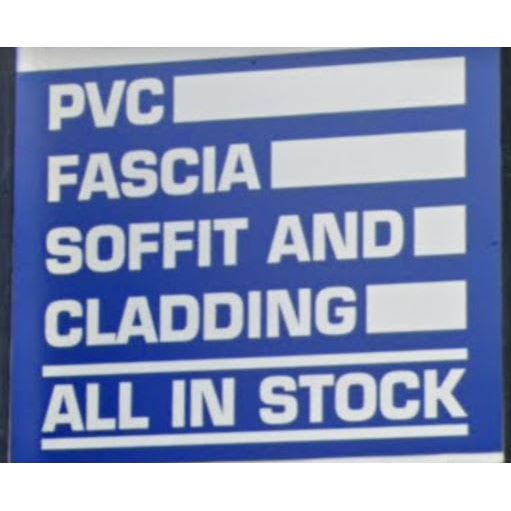 PVC
FASCIA
SOFFIT AND
CLADDING
ALL IN STOCK